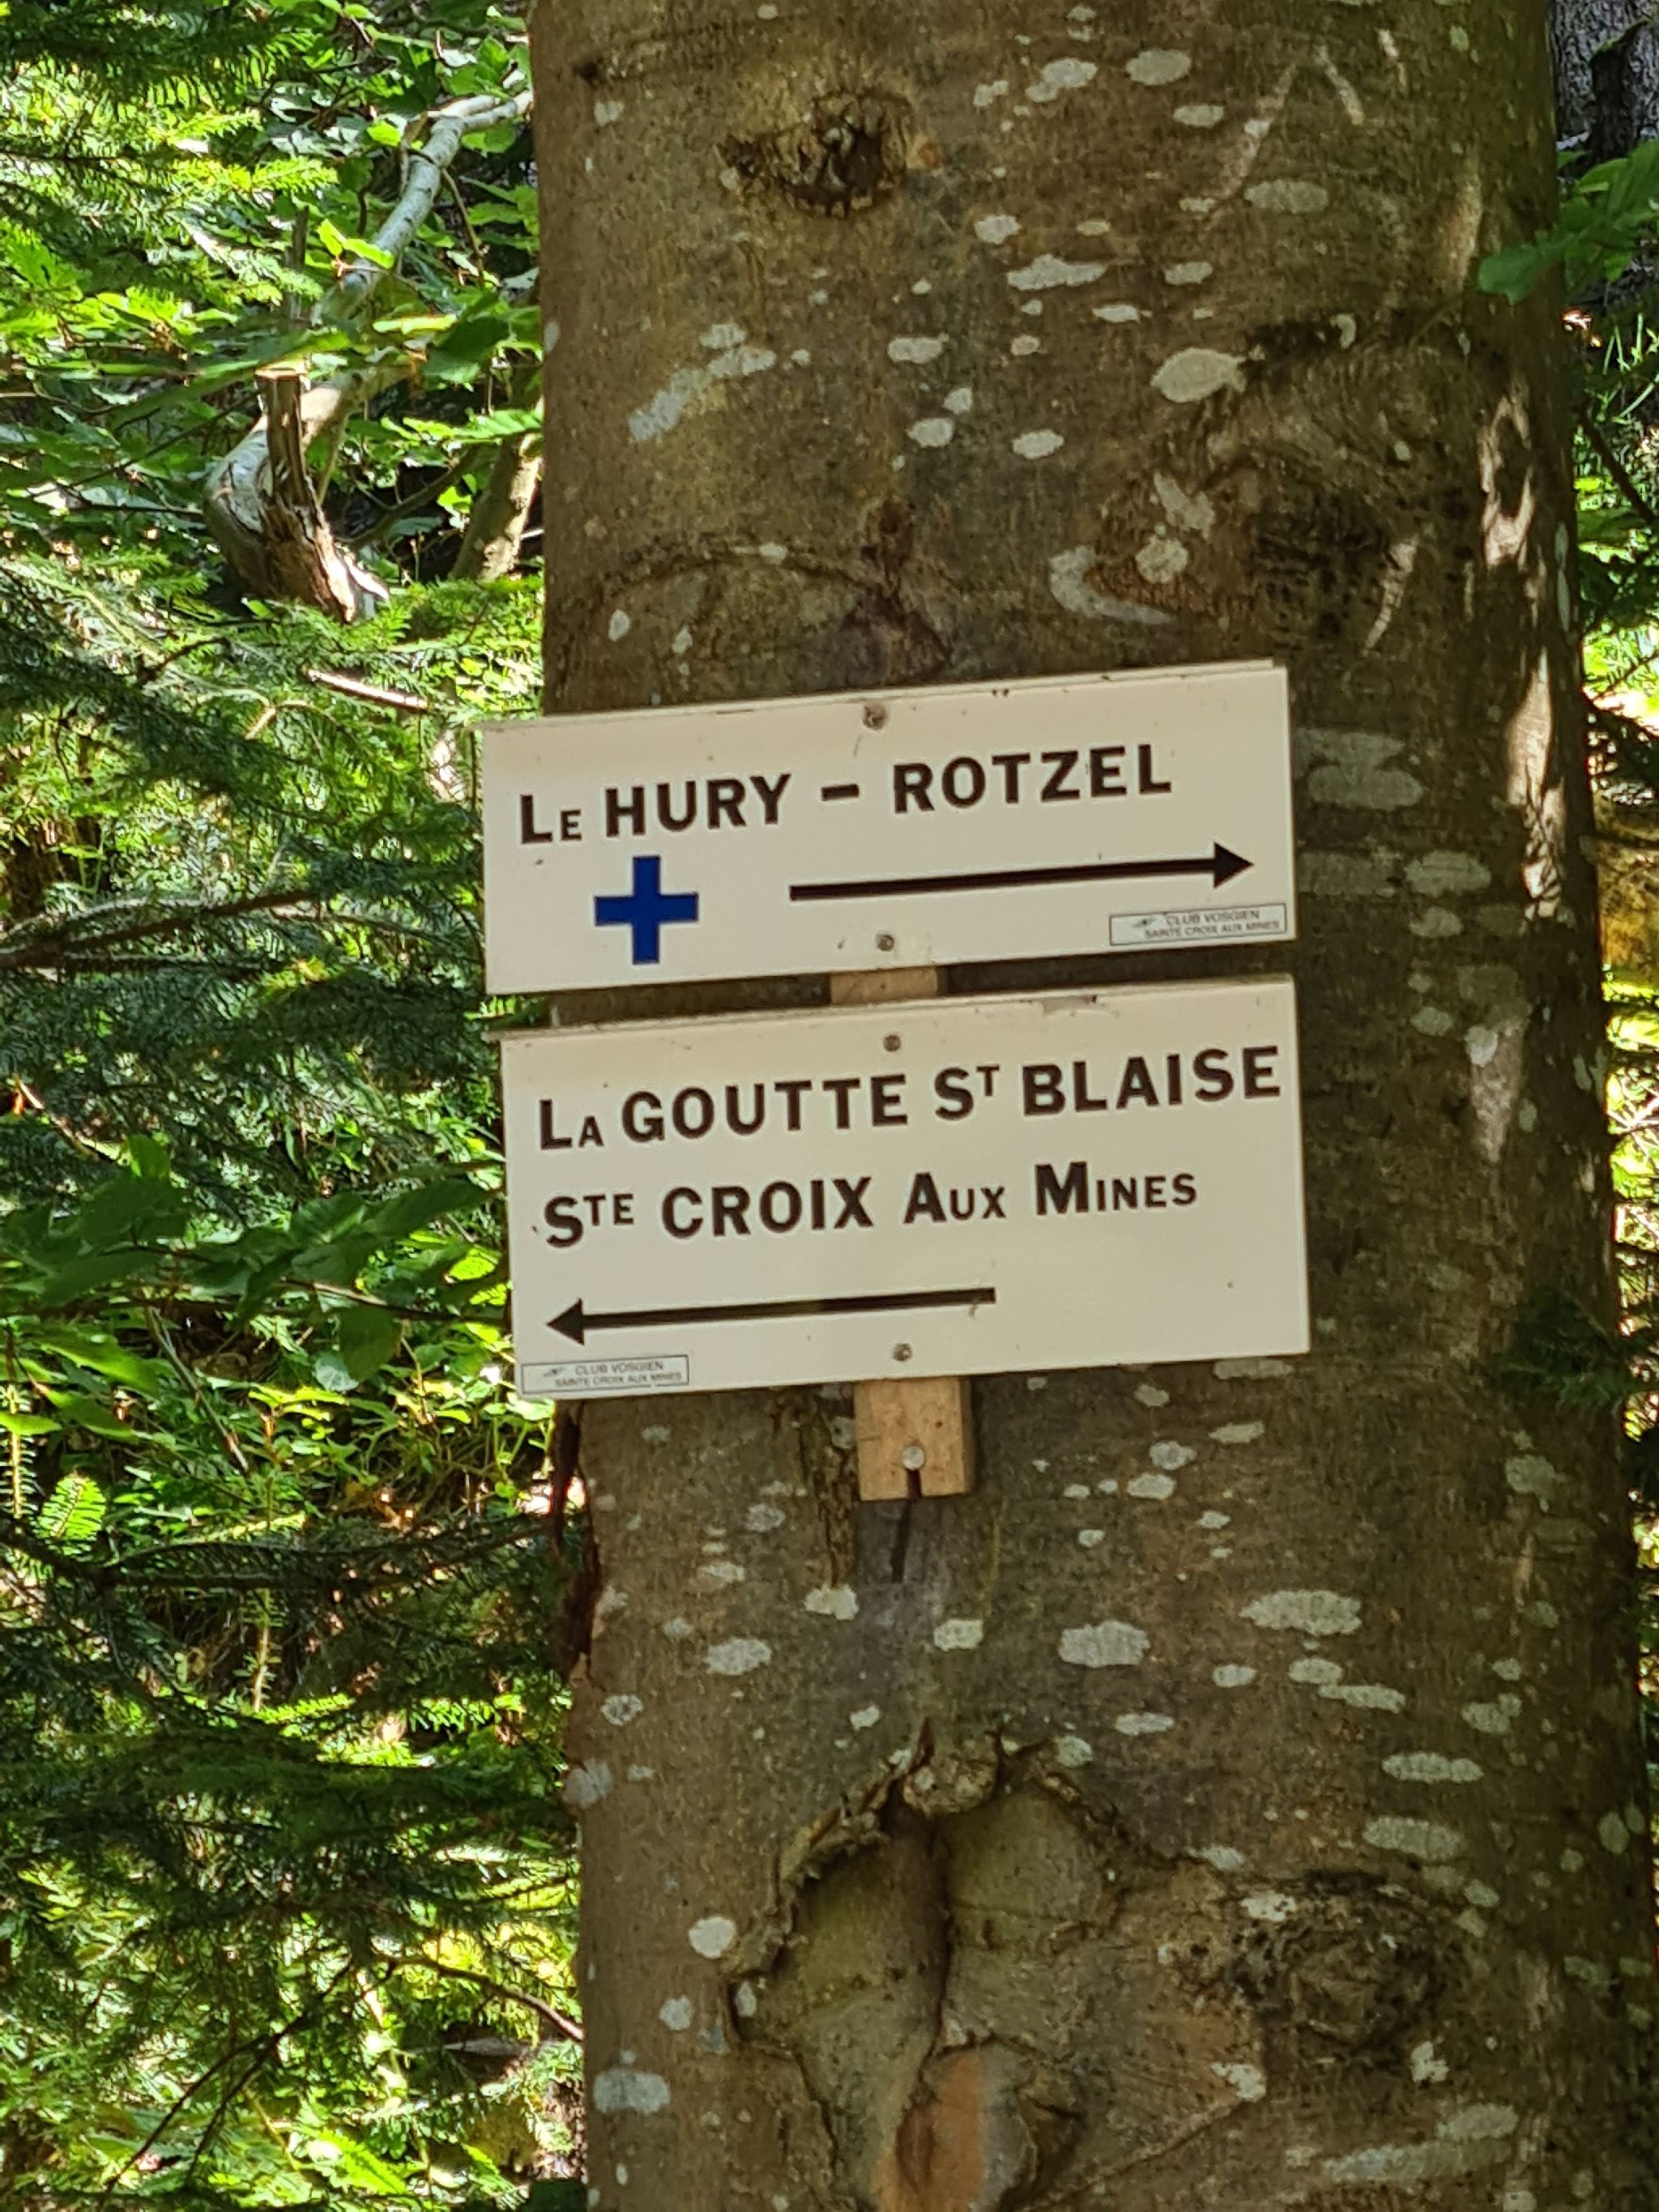 LE HURY – ROTZEL
CLUB VOSGIEN
SAINTE CROIX AUX MINES
LA GOUTTE ST BLAISE
STE CROIX AUX MINES
CLUB VOSGIEN
SAINTE CROIX AUX MINES